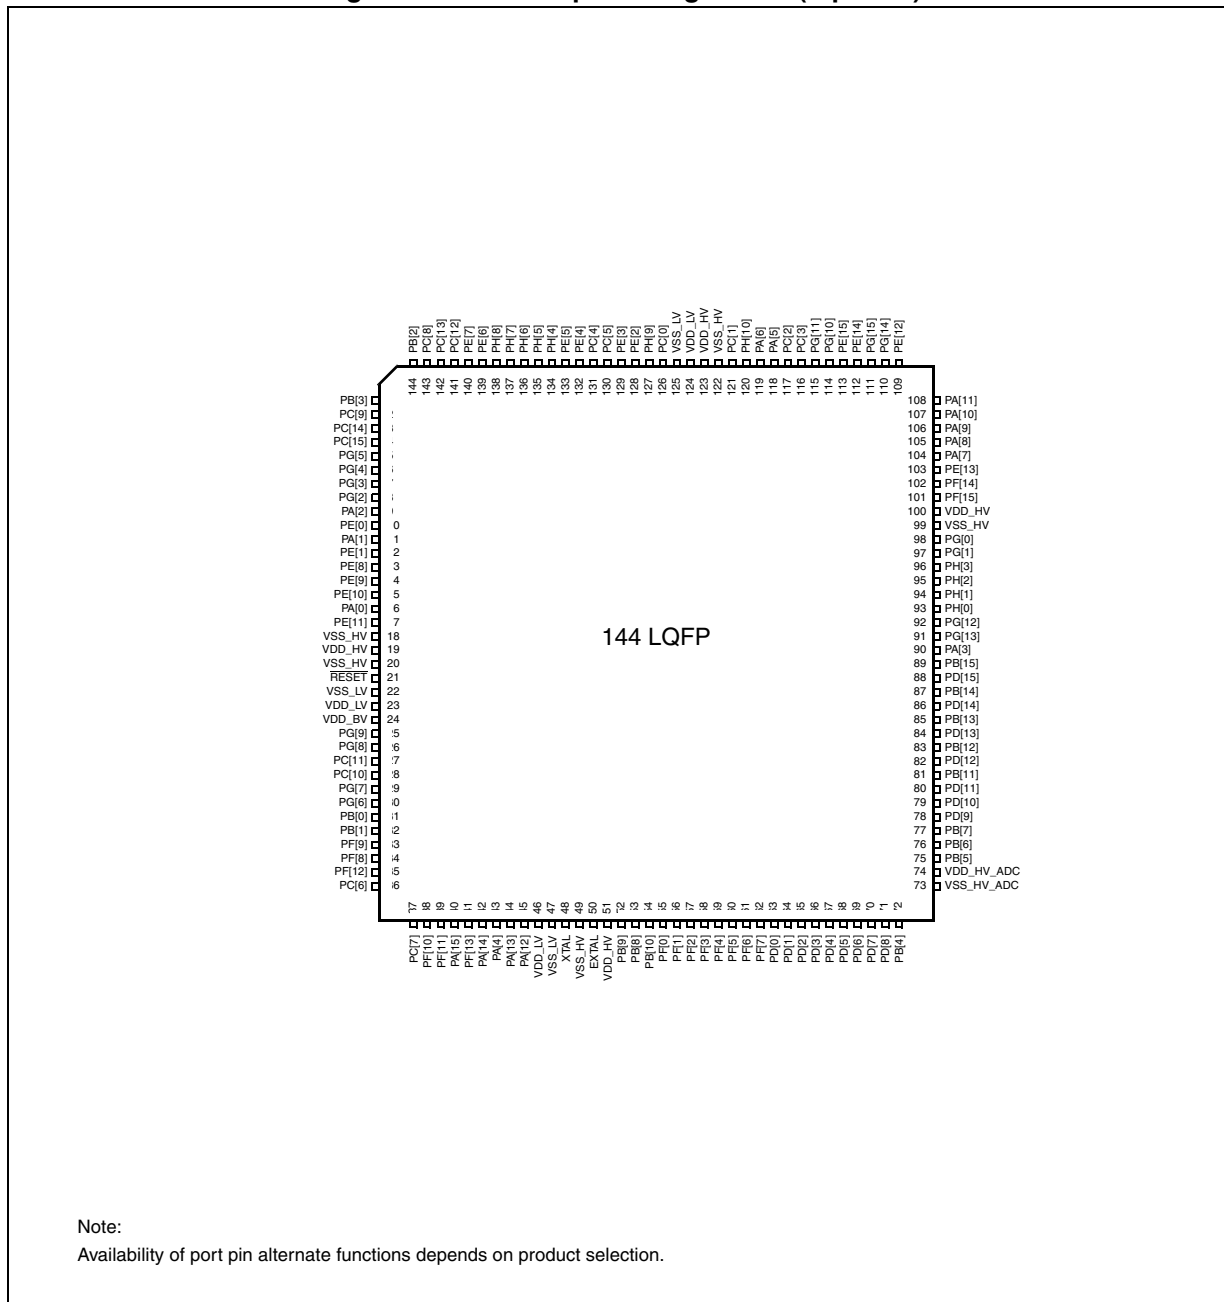 PB[2]
PC[8]
PC[13]
PC[12]
PE[7]
PE[6]
PH[8]
PH[7]
PH[6]
PH[5]
PH[4]
PE[5]
PE[4]
PC[4]
PC[5]
PE[3]
PE[2]
PH[9]
PC[0]
VSS_LV
VDD_LV
VDD_HV
VSS_HV
PC[1]
PH[10]
PA[6]
PA[5]
PC[2]
PC[3]
PG[11]
PG[10]
PE[15]
PE[14]
PG[15]
PG[14]
PE[12]
144
143
142
141
140
139
138
137
136
135
134
133
132
131
130
129
128
127
126
125
124
123
122
121
120
119
118
117
116
115
114
113
112
111
110
109
PB[3]
PC[9]
PC[14]
PC[15]
PG[5]
PG[4]
PG[3]
PG[2]
PA[2]
PE[0]
PA[1]
PE[1]
PE[8]
PE[9]
PE[10]
PA[0]
PE[11]
VSS_HV 18
VDD_HV 19
VSS_HV 20
RESET 21
VSS_LV 22
VDD_LV 23
VDD_BV 24
PG[9]
PG[8]
PC[11]
PC[10]
PG[7]
PG[6]
PB[0]
PB[1]
PF[9]
PF[8]
PF[12]
PC[6]
144 LQFP
108 PA[11]
107 PA[10]
106 PA[9]
105 PA[8]
104 PA[7]
103 PE[13]
102 PF[14]
101 PF[15]
100 VDD_HV
99 VSS_HV
98 PG[0]
97 PG[1]
96 PH[3]
95 PH[2]
94 PH[1]
93 PH[0]
92 PG[12]
91 PG[13]
90 PA[3]
89 PB[15]
88 PD[15]
87 PB[14]
86 PD[14]
85 PB[13]
84 PD[13]
83 PB[12]
82 PD[12]
81 PB[11]
80 PD[11]
79 PD[10]
78 PD[9]
77 PB[7]
76 PB[6]
75 PB[5]
74 VDD_HV_ADC
73 VSS_HV_ADC
46
47
48
49
50
51
PC[7]
PF[10]
PF[11]
PA[15]
PF[13]
PA[14]
PA[4]
PA[13]
PA[12]
VDD_LV
VSS_LV
XTAL
VSS_HV
EXTAL
VDD_HV
PB[9]
PB[8]
PB[10]
PF[0]
PF[1]
PF[2]
PF[3]
PF[4]
PF[5]
PF[6]
PF[7]
PD[0]
PD[1]
PD[2]
PD[3]
PD[4]
PD[5]
PD[6]
PD[7]
PD[8]
PB[4]
Note:
Availability of port pin alternate functions depends on product selection.